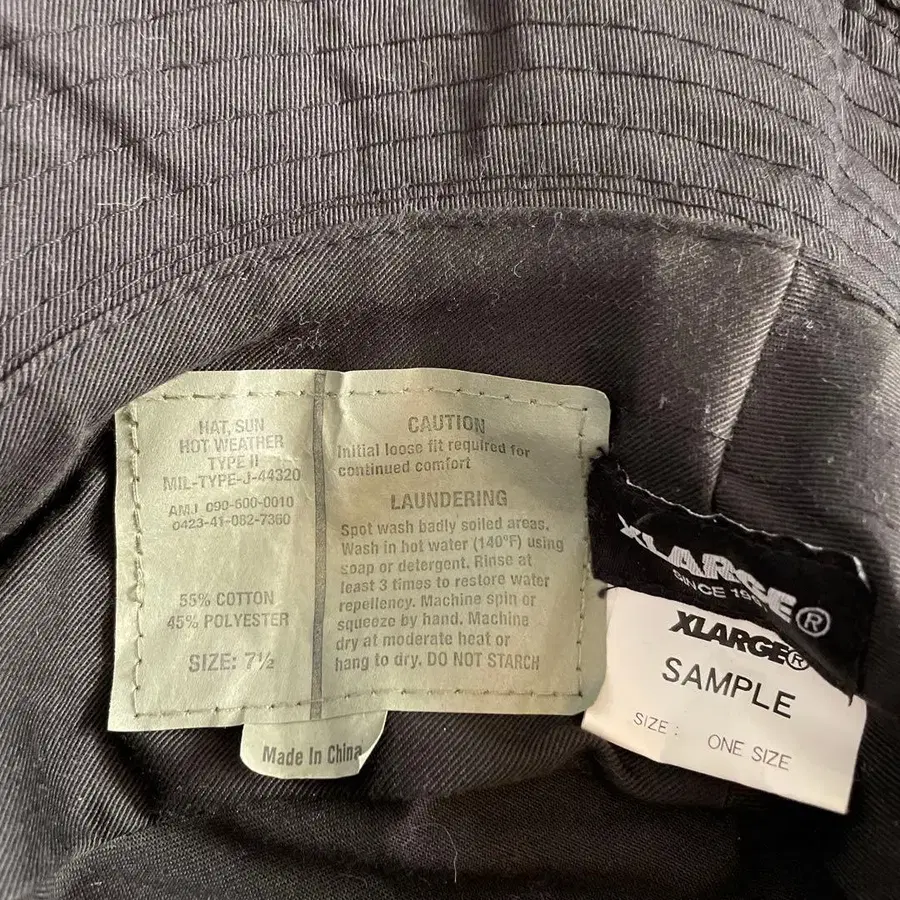 HAT, SUN
HOT WEATHER
TYPE II
MIL-TYPE-J-44320
AMJ 090-600-0010
0423-41-082-7360
55% COTTON
45% POLYESTER
SIZE: 7½
CAUTION
Initial loose fit required for
continued comfort
LAUNDERING
Spot wash badly soiled areas.
Wash in hot water (140°F) using
soap or detergent. Rinse at
least 3 times to restore water
repellency. Machine spin or
squeeze by hand. Machine
dry at moderate heat or
hang to dry. DO NOT STARCH
Made In China
XLARGE®
SINCE
XLARGE®
SAMPLE
SIZE : ONE SIZE